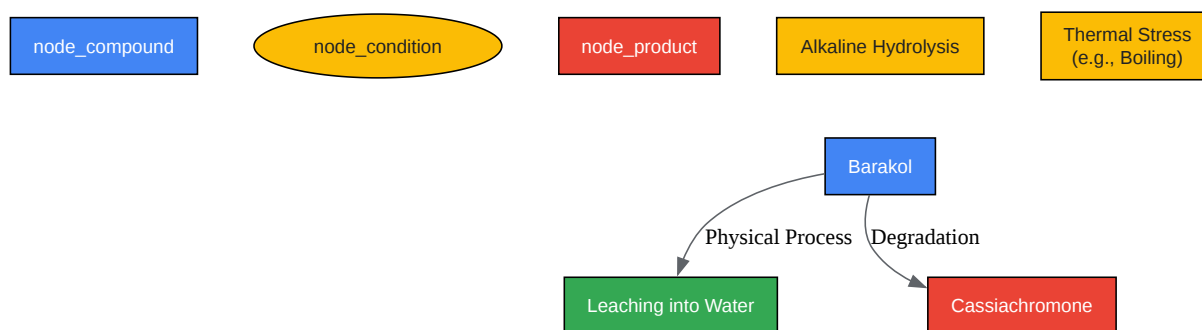 node_compound
node_condition
node_product
Alkaline Hydrolysis
Thermal Stress
(e.g., Boiling)
Barakol
Physical Process
Degradation
Leaching into Water
Cassiachromone